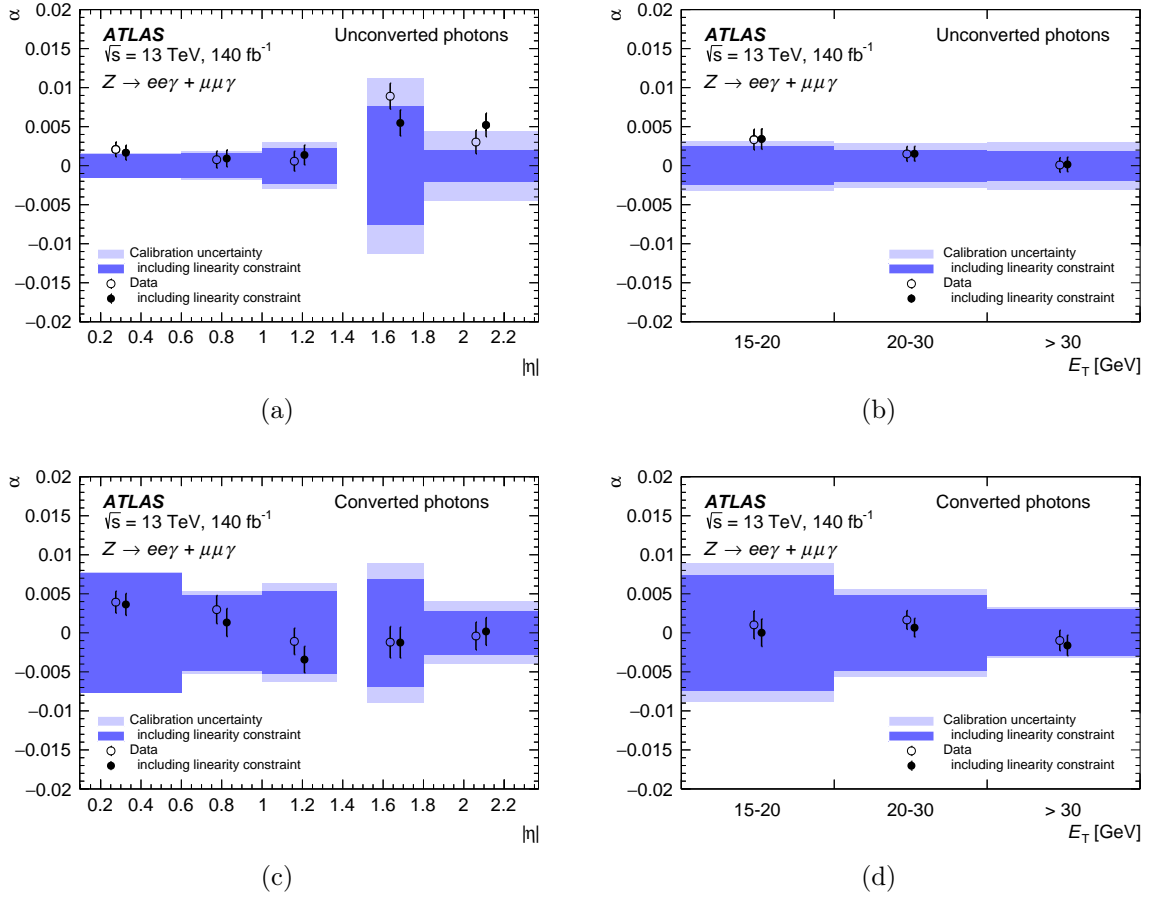 α
0.02
0.015
0.01
0.005
0
−0.005
−0.01
−0.015
−0.02
ATLAS
Unconverted photons
√s = 13 TeV, 140 fb⁻¹
Z → eeγ + μμγ
Calibration uncertainty
including linearity constraint
Data
including linearity constraint
0.2 0.4 0.6 0.8 1 1.2 1.4 1.6 1.8 2 2.2
|η|
(a)
α
0.02
0.015
0.01
0.005
0
−0.005
−0.01
−0.015
−0.02
ATLAS
Unconverted photons
√s = 13 TeV, 140 fb⁻¹
Z → eeγ + μμγ
Calibration uncertainty
including linearity constraint
Data
including linearity constraint
15-20 20-30 > 30
E_T [GeV]
(b)
α
0.02
0.015
0.01
0.005
0
−0.005
−0.01
−0.015
−0.02
ATLAS
Converted photons
√s = 13 TeV, 140 fb⁻¹
Z → eeγ + μμγ
Calibration uncertainty
including linearity constraint
Data
including linearity constraint
0.2 0.4 0.6 0.8 1 1.2 1.4 1.6 1.8 2 2.2
|η|
(c)
α
0.02
0.015
0.01
0.005
0
−0.005
−0.01
−0.015
−0.02
ATLAS
Converted photons
√s = 13 TeV, 140 fb⁻¹
Z → eeγ + μμγ
Calibration uncertainty
including linearity constraint
Data
including linearity constraint
15-20 20-30 > 30
E_T [GeV]
(d)